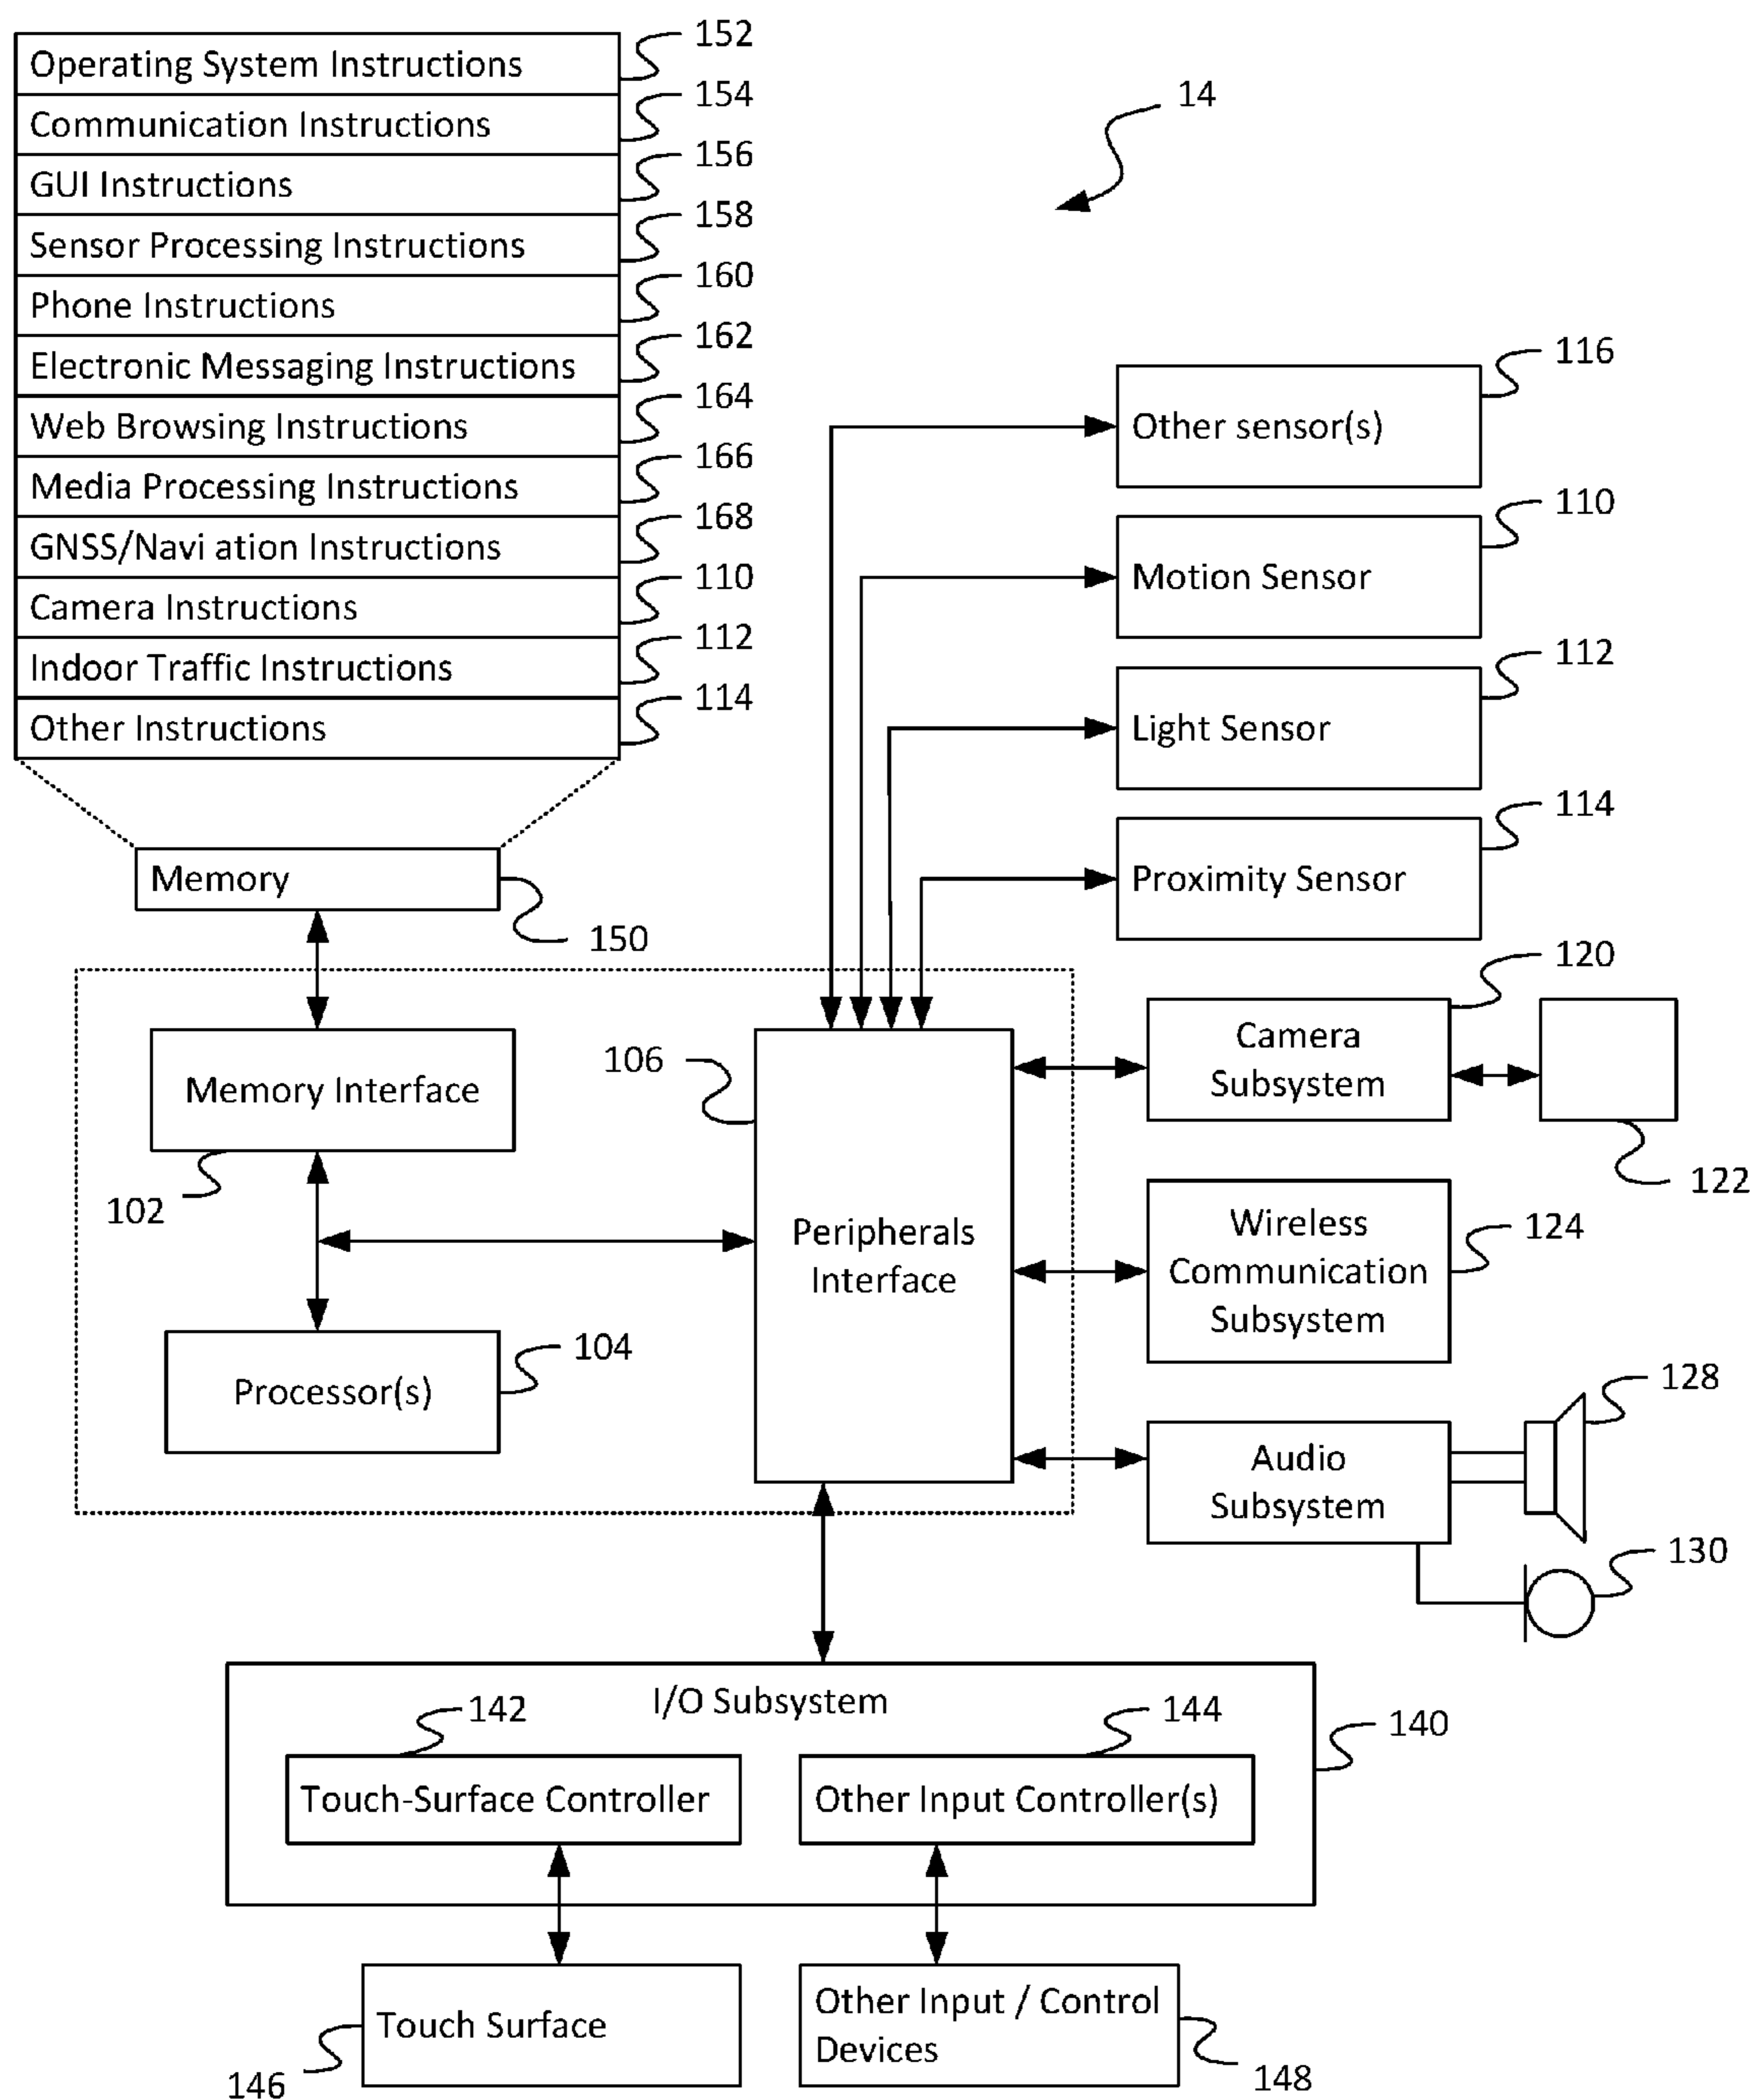 Operating System Instructions
152
Communication Instructions
154
GUI Instructions
156
Sensor Processing Instructions
158
Phone Instructions
160
Electronic Messaging Instructions
162
Web Browsing Instructions
164
Media Processing Instructions
166
GNSS/Navi ation Instructions
168
Camera Instructions
110
Indoor Traffic Instructions
112
Other Instructions
114
14
Memory
150
Other sensor(s)
116
Motion Sensor
110
Light Sensor
112
Proximity Sensor
114
Memory Interface
102
Processor(s)
104
106
Peripherals
Interface
Camera
Subsystem
120
122
Wireless
Communication
Subsystem
124
Audio
Subsystem
128
130
I/O Subsystem
140
142
Touch-Surface Controller
144
Other Input Controller(s)
Touch Surface
146
Other Input / Control
Devices
148